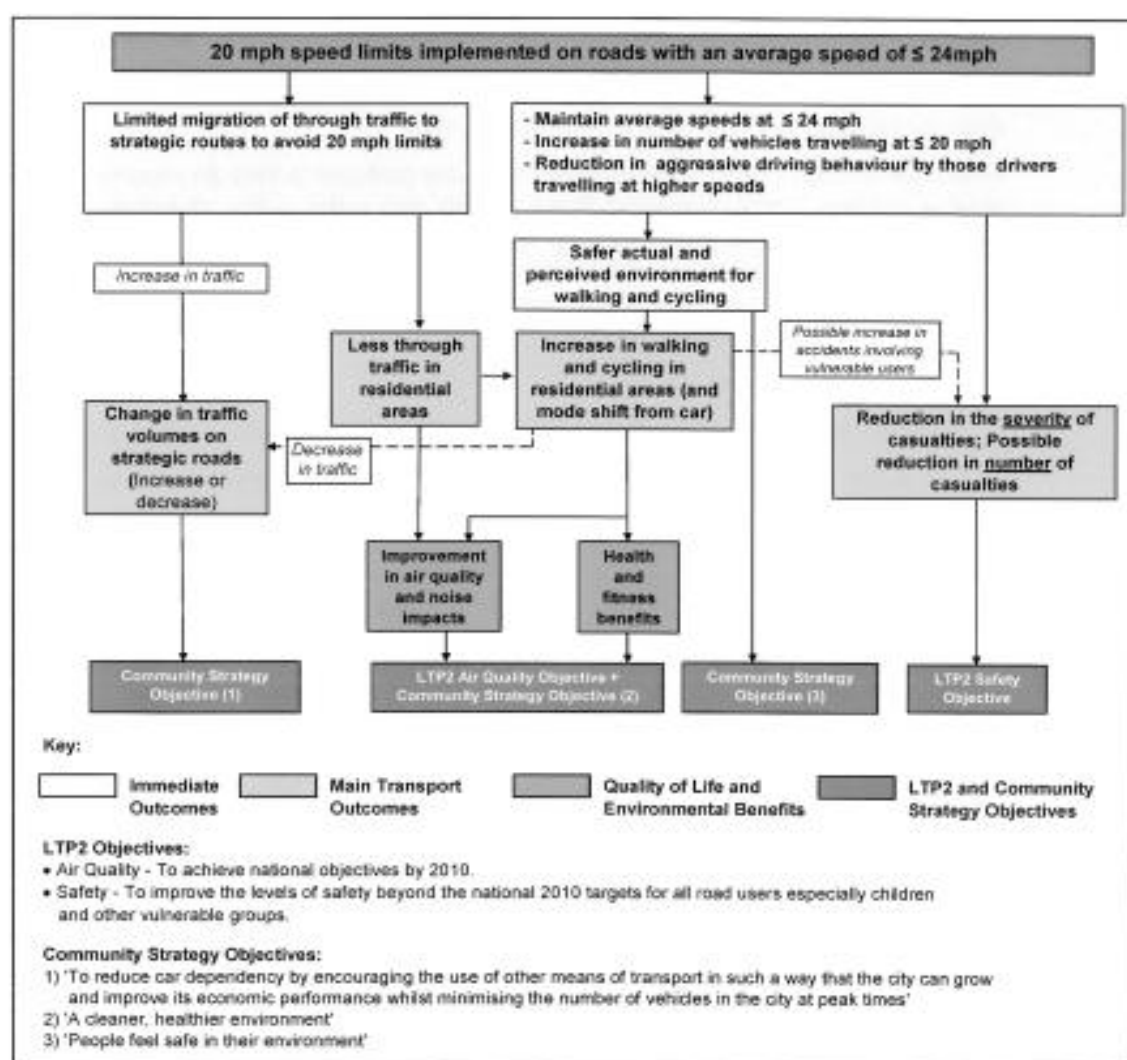 20 mph speed limits implemented on roads with an average speed of ≤ 24mph
Limited migration of through traffic to
strategic routes to avoid 20 mph limits
- Maintain average speeds at ≤ 24 mph
- Increase in number of vehicles travelling at ≤ 20 mph
- Reduction in aggressive driving behaviour by those drivers
travelling at higher speeds
Increase in traffic
Safer actual and
perceived environment for
walking and cycling
Less through
traffic in
residential
areas
Increase in walking
and cycling in
residential areas (and
mode shift from car)
Possible increase in
accidents involving
vulnerable users
Change in traffic
volumes on
strategic roads
(Increase or
decrease)
Decrease
in traffic
Reduction in the severity of
casualties; Possible
reduction in number of
casualties
Improvement
in air quality
and noise
impacts
Health
and
fitness
benefits
Community Strategy
Objective (1)
LTP2 Air Quality Objective +
Community Strategy Objective (2)
Community Strategy
Objective (3)
LTP2 Safety
Objective
Key:
Immediate
Outcomes
Main Transport
Outcomes
Quality of Life and
Environmental Benefits
LTP2 and Community
Strategy Objectives
LTP2 Objectives:
• Air Quality - To achieve national objectives by 2010.
• Safety - To improve the levels of safety beyond the national 2010 targets for all road users especially children
and other vulnerable groups.
Community Strategy Objectives:
1) 'To reduce car dependency by encouraging the use of other means of transport in such a way that the city can grow
and improve its economic performance whilst minimising the number of vehicles in the city at peak times'
2) 'A cleaner, healthier environment'
3) 'People feel safe in their environment'